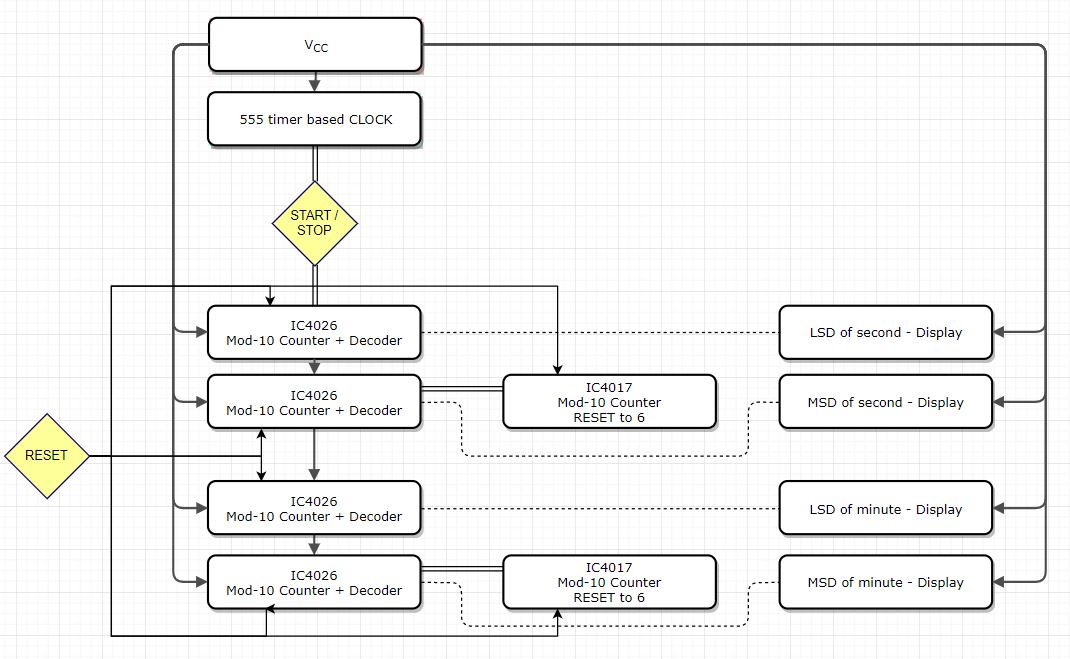 VCC
555 timer based CLOCK
START /
STOP
IC4026
Mod-10 Counter + Decoder
LSD of second - Display
IC4026
Mod-10 Counter + Decoder
IC4017
Mod-10 Counter
RESET to 6
MSD of second - Display
RESET
IC4026
Mod-10 Counter + Decoder
LSD of minute - Display
IC4026
Mod-10 Counter + Decoder
IC4017
Mod-10 Counter
RESET to 6
MSD of minute - Display